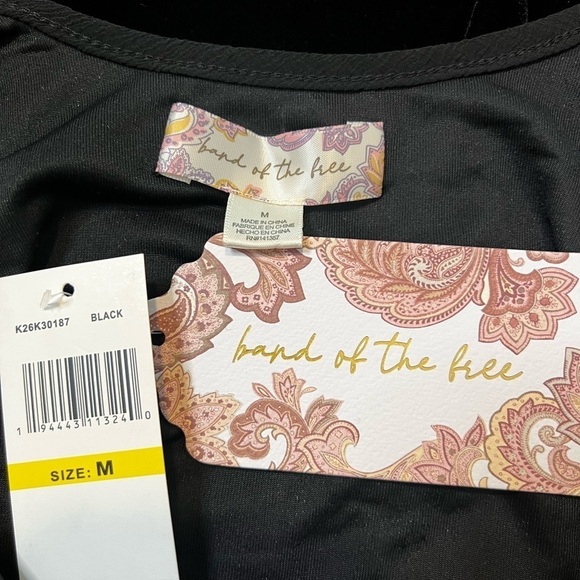 band of the free
M
MADE IN CHINA
FABRIQUE EN CHINE
HECHO EN CHINA
RN#141357
K26K30187 BLACK
1 94443 11324 0
SIZE: M
band of the free